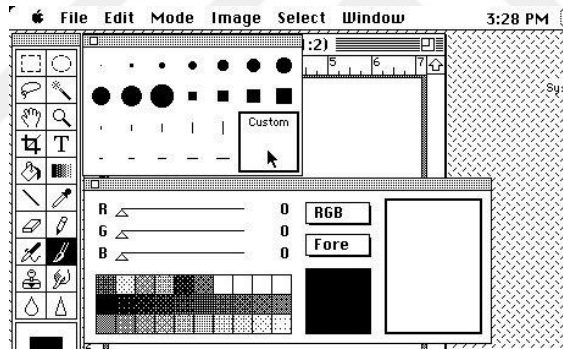 File Edit Mode Image Select Window 3:28 PM
:2)
5 6 7
Sys
Custom
T
R 0 RGB
G 0
B 0 Fore
2